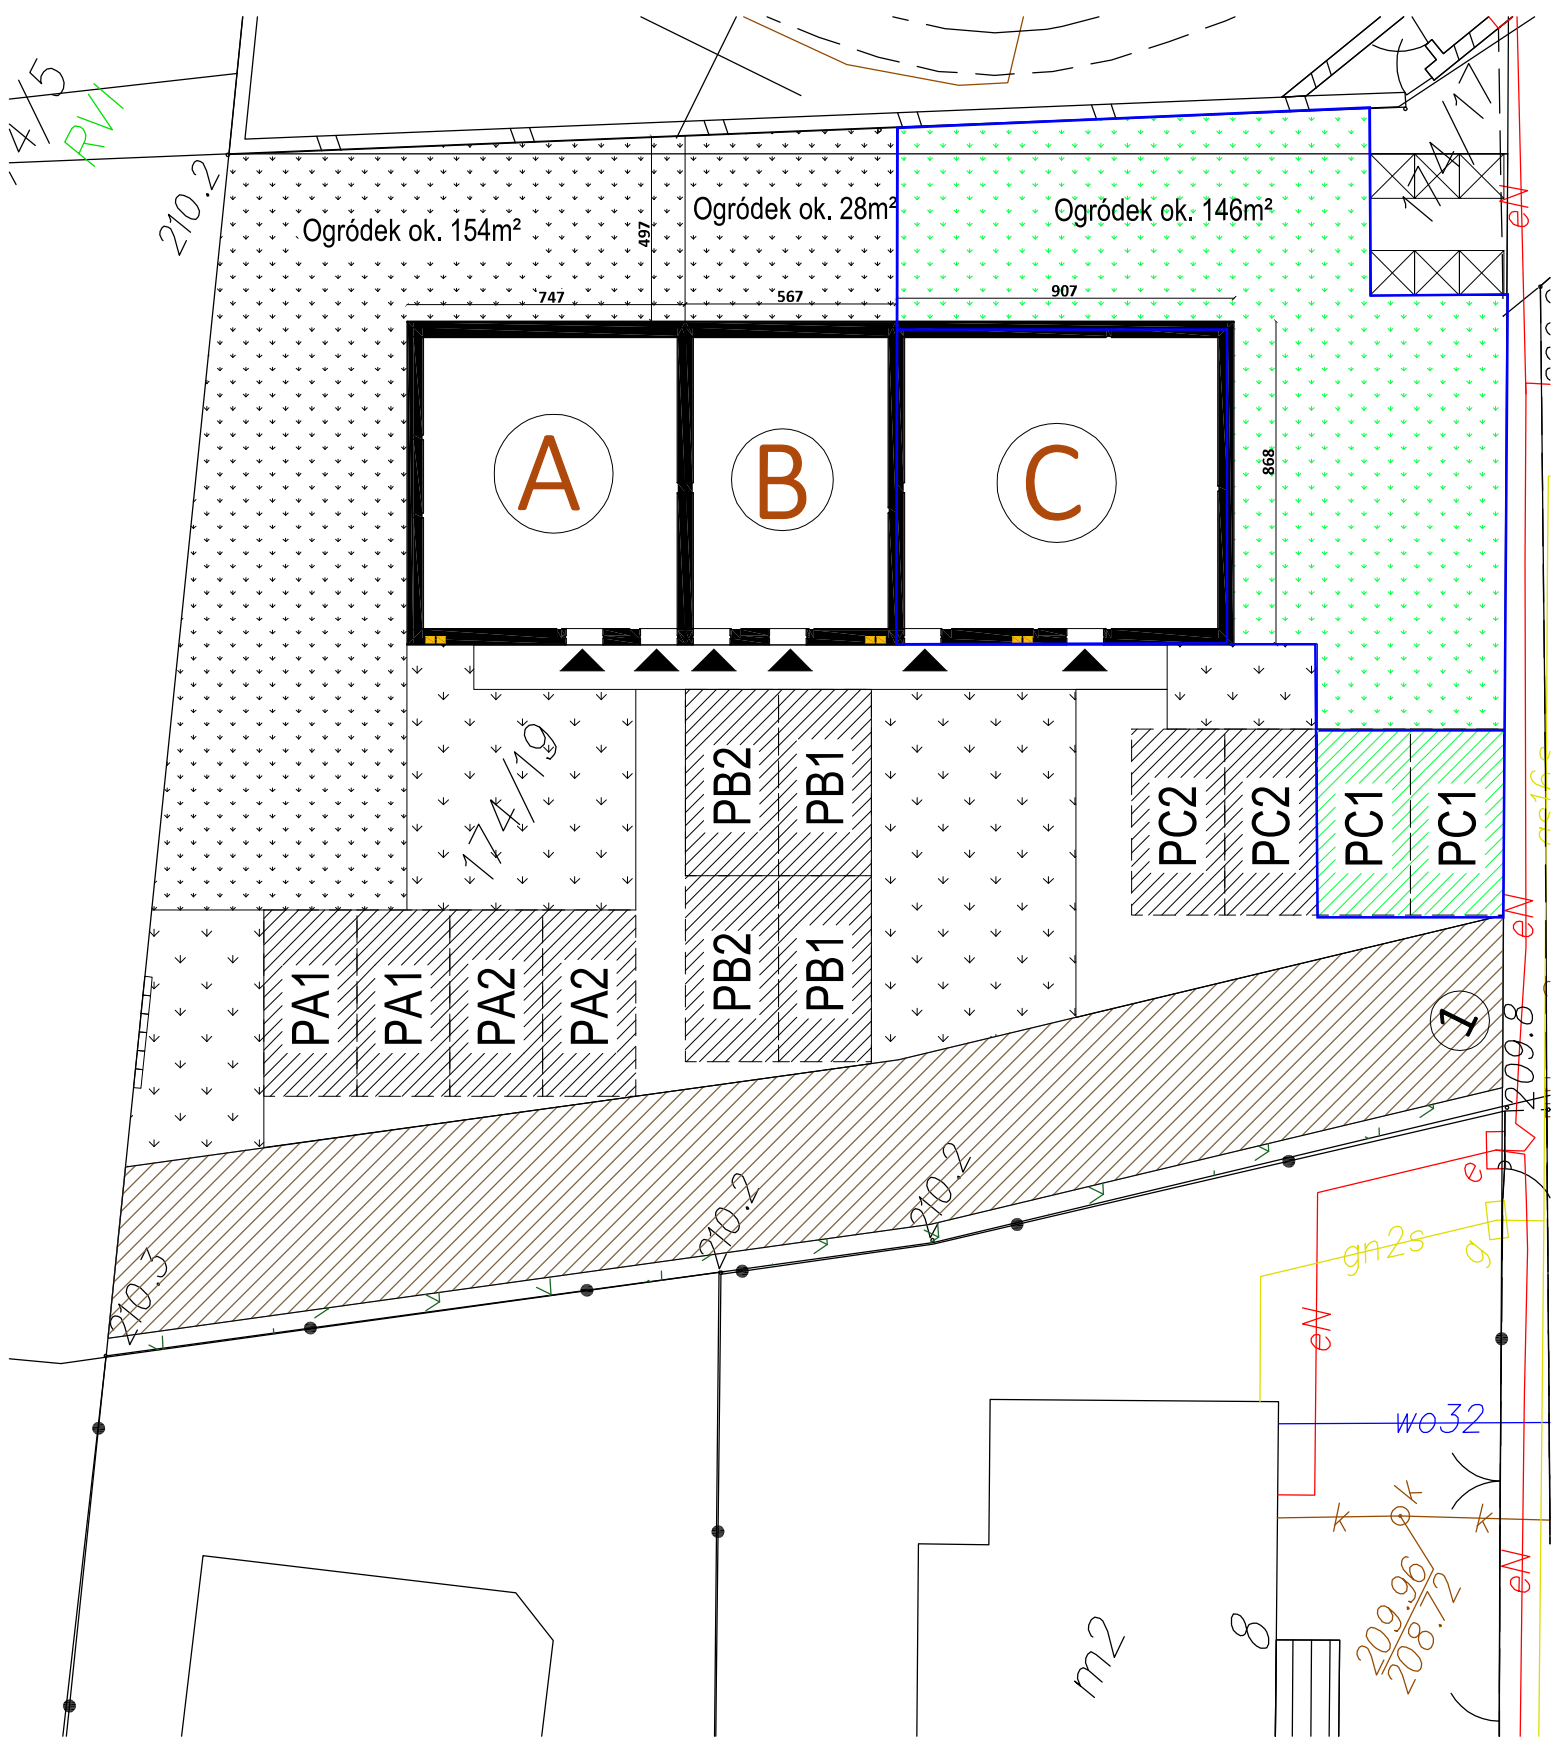 4/5
RVI
174/17
eN
210.2
Ogródek ok. 154m²
Ogródek ok. 28m²
Ogródek ok. 146m²
497
747
567
907
A
B
C
868
174/19
PB2
PB1
PC2
PC2
PC1
PC1
eN
PA1
PA1
PA2
PA2
PB2
PB1
1
209.8
210.2
210.2
210.3
e
gn2s
g
eN
wo32
k
k
k
eN
209.96
208.72
m2
8